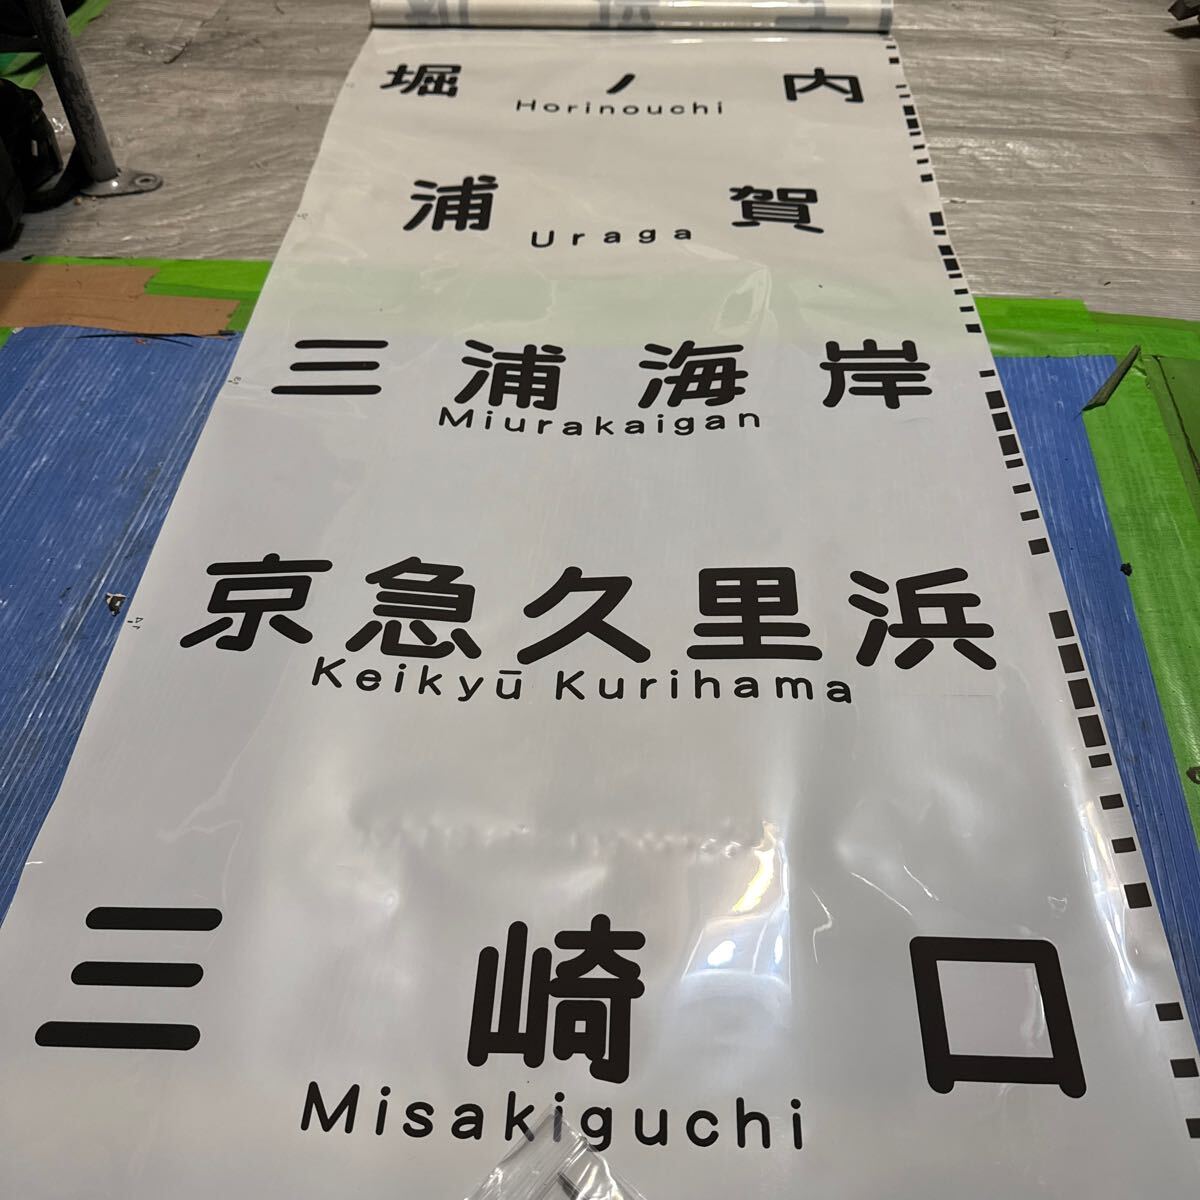 堀ノ内
Horinouchi
浦賀
Uraga
三浦海岸
Miurakaigan
京急久里浜
Keikyū Kurihama
三崎口
Misakiguchi